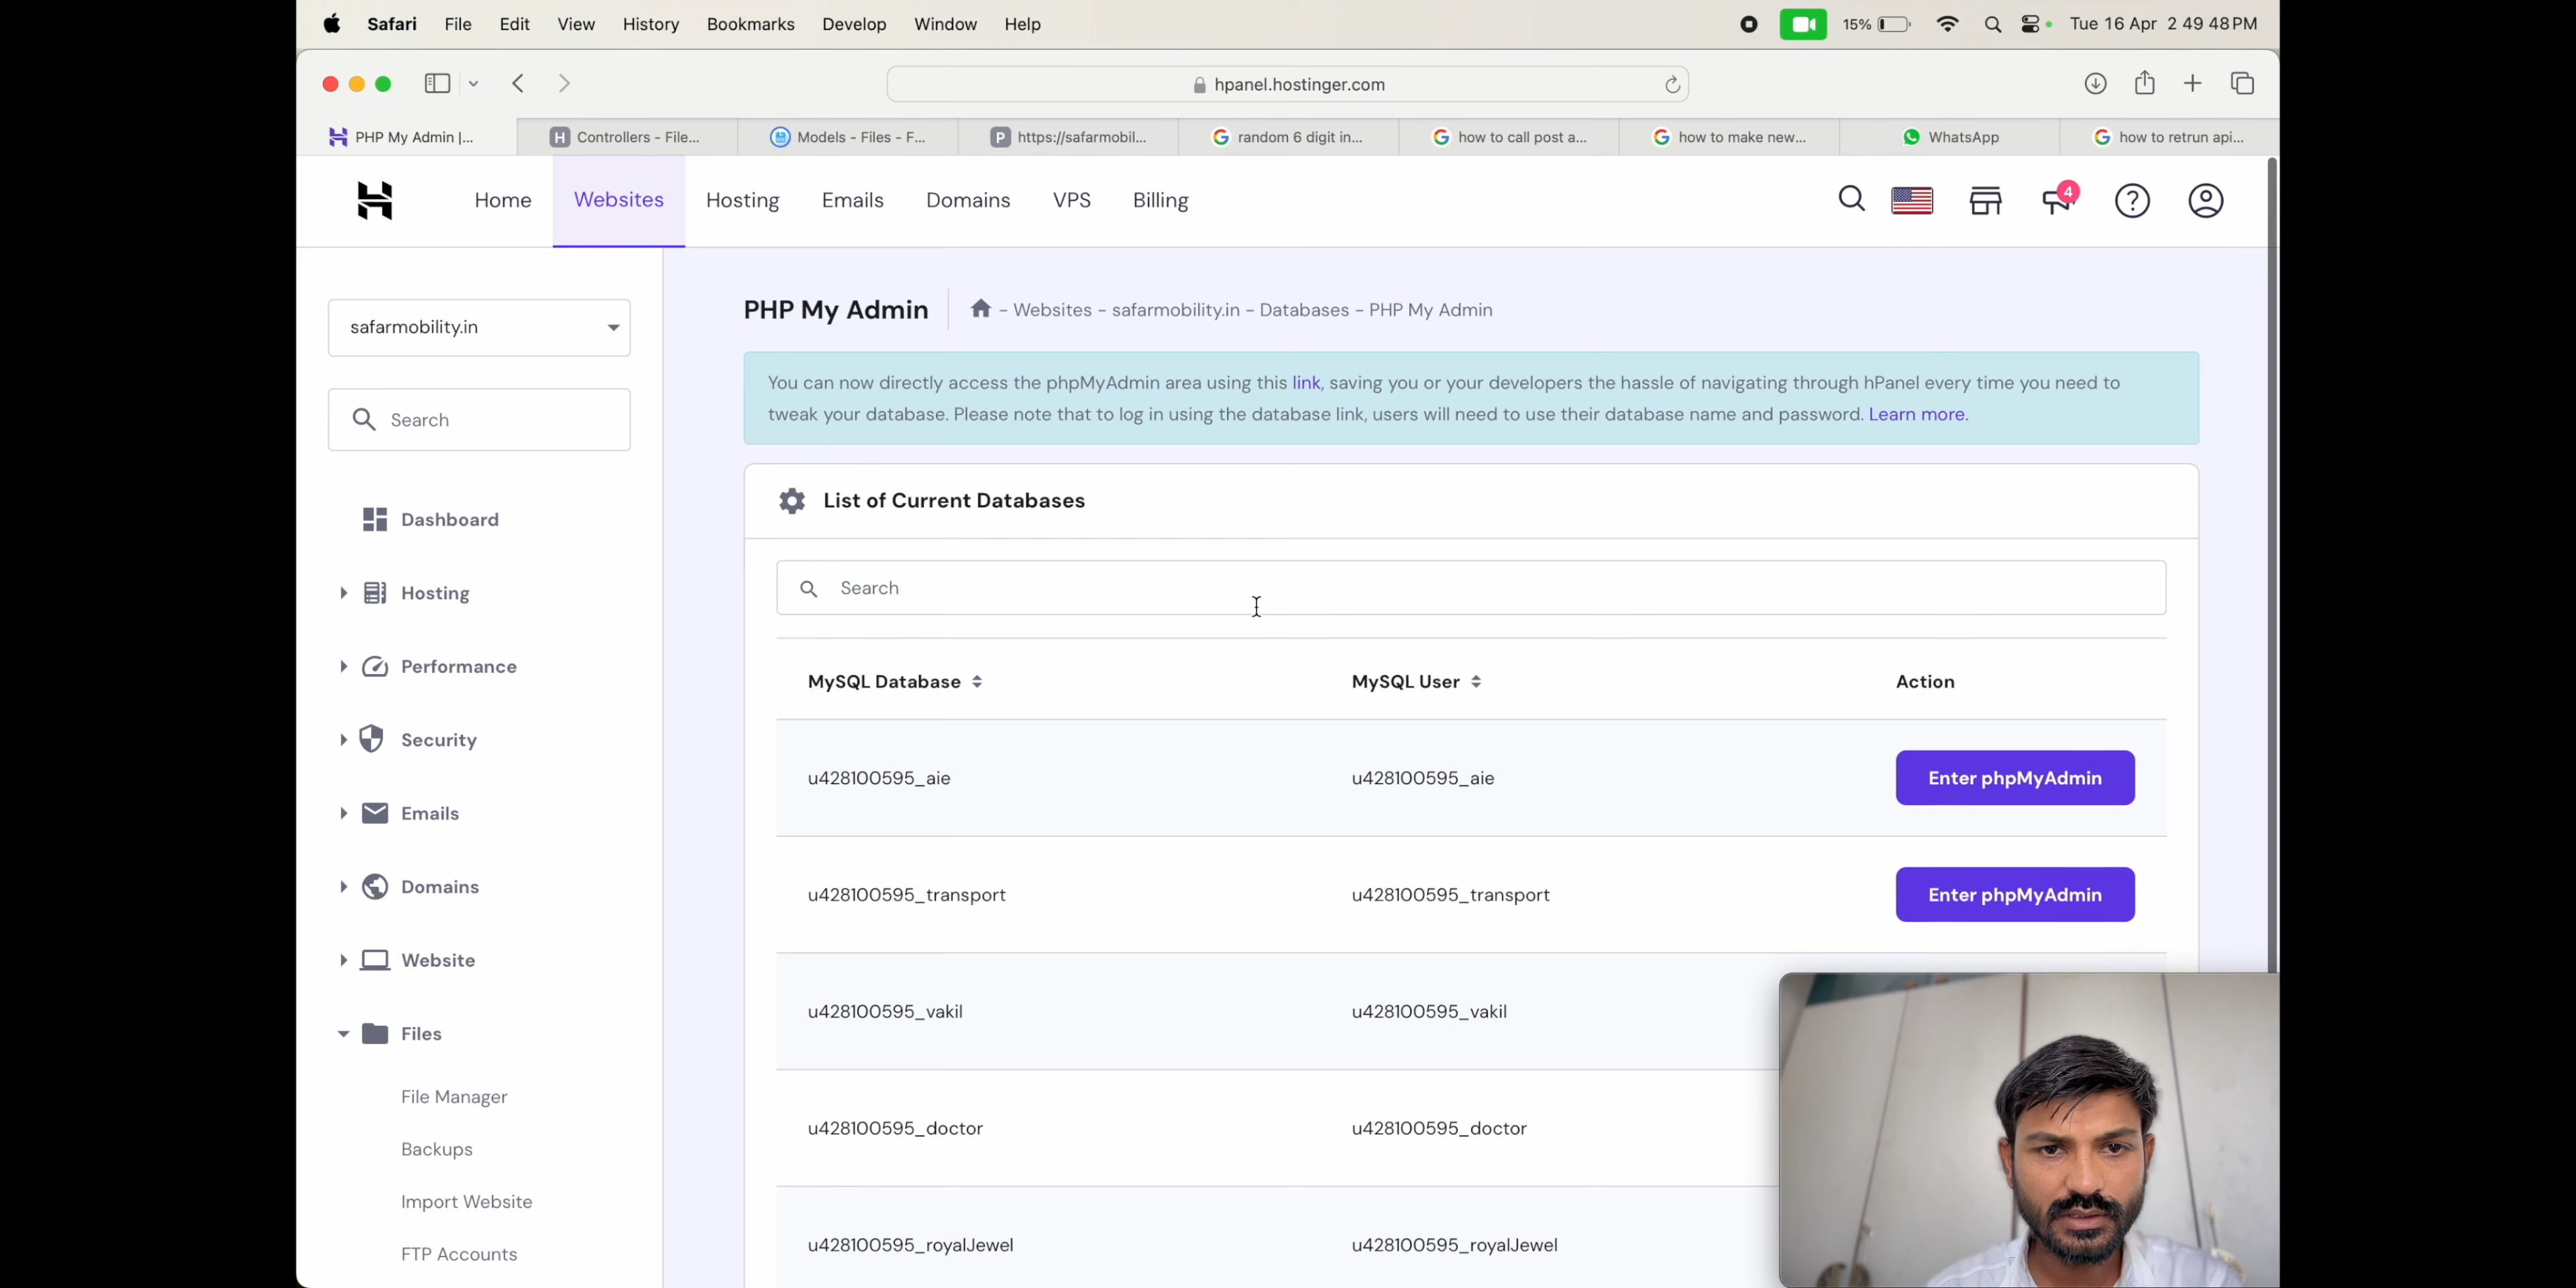 Safari File Edit View History Bookmarks Develop Window Help 15% Tue 16 Apr 2 49 48 PM
hpanel.hostinger.com
PHP My Admin |... Controllers - File... Models - Files - F... https://safarmobil... random 6 digit in... how to call post a... how to make new... WhatsApp how to retrun api...
Home Websites Hosting Emails Domains VPS Billing 4
safarmobility.in
Search
Dashboard
Hosting
Performance
Security
Emails
Domains
Website
Files
File Manager
Backups
Import Website
FTP Accounts
PHP My Admin - Websites - safarmobility.in - Databases - PHP My Admin
You can now directly access the phpMyAdmin area using this link, saving you or your developers the hassle of navigating through hPanel every time you need to
tweak your database. Please note that to log in using the database link, users will need to use their database name and password. Learn more.
List of Current Databases
Search
MySQL Database MySQL User Action
u428100595_aie u428100595_aie Enter phpMyAdmin
u428100595_transport u428100595_transport Enter phpMyAdmin
u428100595_vakil u428100595_vakil
u428100595_doctor u428100595_doctor
u428100595_royalJewel u428100595_royalJewel